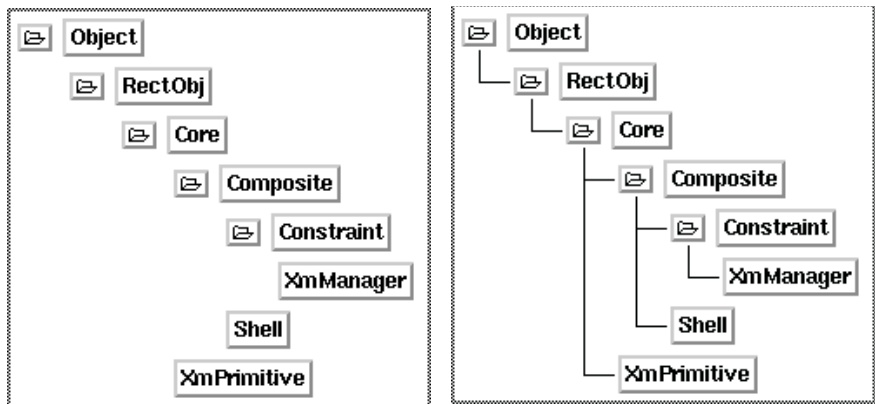 Object
RectObj
Core
Composite
Constraint
XmManager
Shell
XmPrimitive
Object
RectObj
Core
Composite
Constraint
XmManager
Shell
XmPrimitive